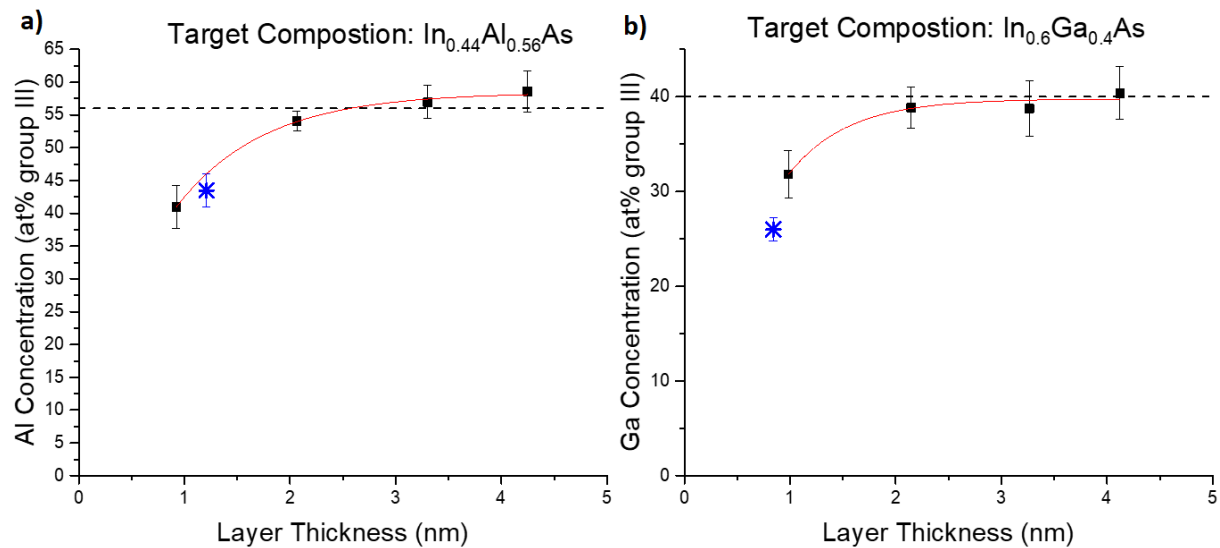 a)
Target Compostion: In0.44Al0.56As
Al Concentration (at% group III)
65
60
55
50
45
40
35
30
25
20
15
10
5
0
0 1 2 3 4 5
Layer Thickness (nm)
b)
Target Compostion: In0.6Ga0.4As
Ga Concentration (at% group III)
40
30
20
10
0
0 1 2 3 4 5
Layer Thickness (nm)